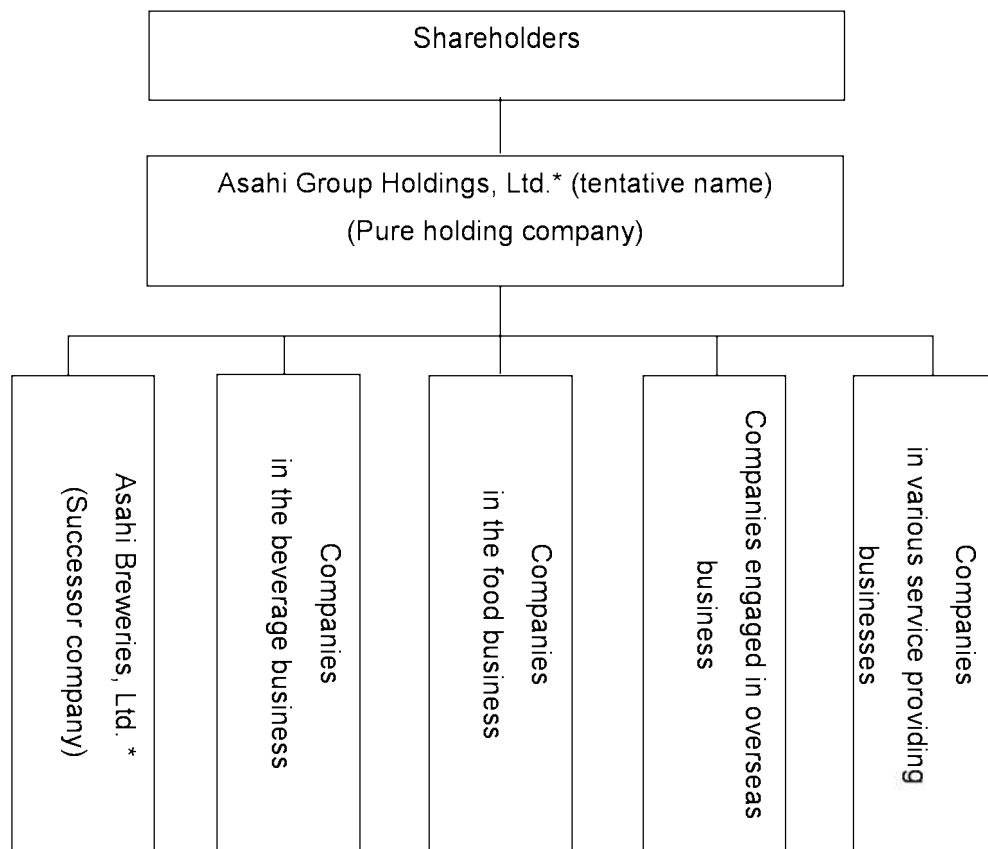 Shareholders
Asahi Group Holdings, Ltd.* (tentative name)
(Pure holding company)
Asahi Breweries, Ltd. *
(Successor company)
Companies
in the beverage business
Companies
in the food business
Companies engaged in overseas
business
Companies
in various service providing
businesses